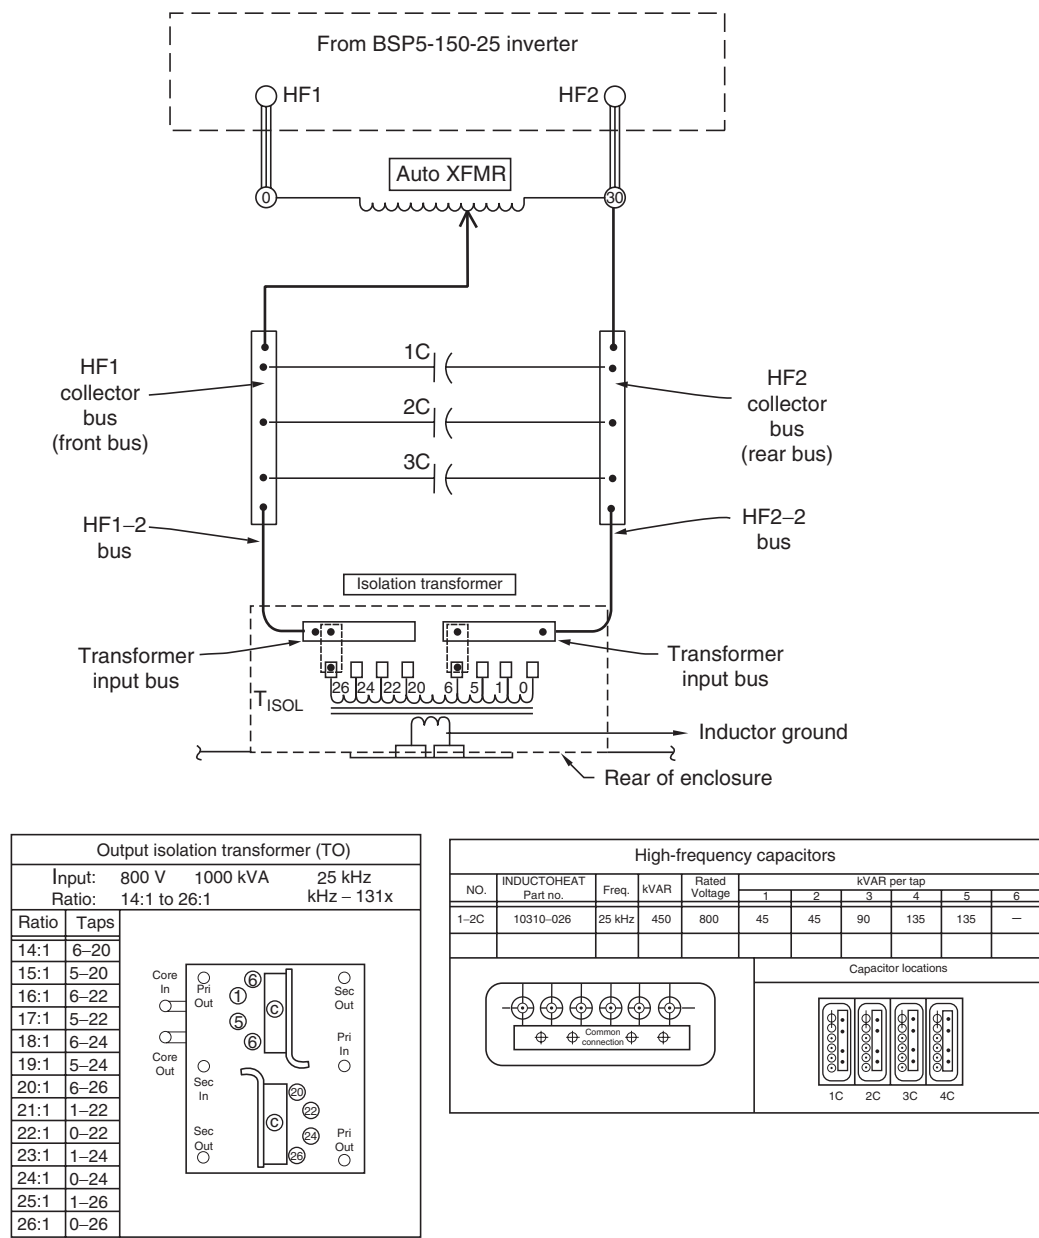 From BSP5-150-25 inverter
HF1
HF2
Auto XFMR
0
30
1C
2C
3C
HF1
collector
bus
(front bus)
HF2
collector
bus
(rear bus)
HF1–2
bus
HF2–2
bus
Isolation transformer
Transformer
input bus
Transformer
input bus
26 24 22 20 6 5 1 0
TISOL
Inductor ground
Rear of enclosure
Output isolation transformer (TO)
Input: 800 V 1000 kVA 25 kHz
Ratio: 14:1 to 26:1 kHz – 131x
Ratio Taps
14:1 6–20
15:1 5–20
16:1 6–22
17:1 5–22
18:1 6–24
19:1 5–24
20:1 6–26
21:1 1–22
22:1 0–22
23:1 1–24
24:1 0–24
25:1 1–26
26:1 0–26
Core
In
Pri
Out
6
1
5
6
C
Sec
Out
Core
Out
Pri
In
Sec
In
20
22
24
26
C
Sec
Out
Pri
Out
High-frequency capacitors
NO.
INDUCTOHEAT
Part no.
Freq.
kVAR
Rated
Voltage
kVAR per tap
1 2 3 4 5 6
1–2C 10310–026 25 kHz 450 800 45 45 90 135 135 —
Common
connection
Capacitor locations
1C 2C 3C 4C